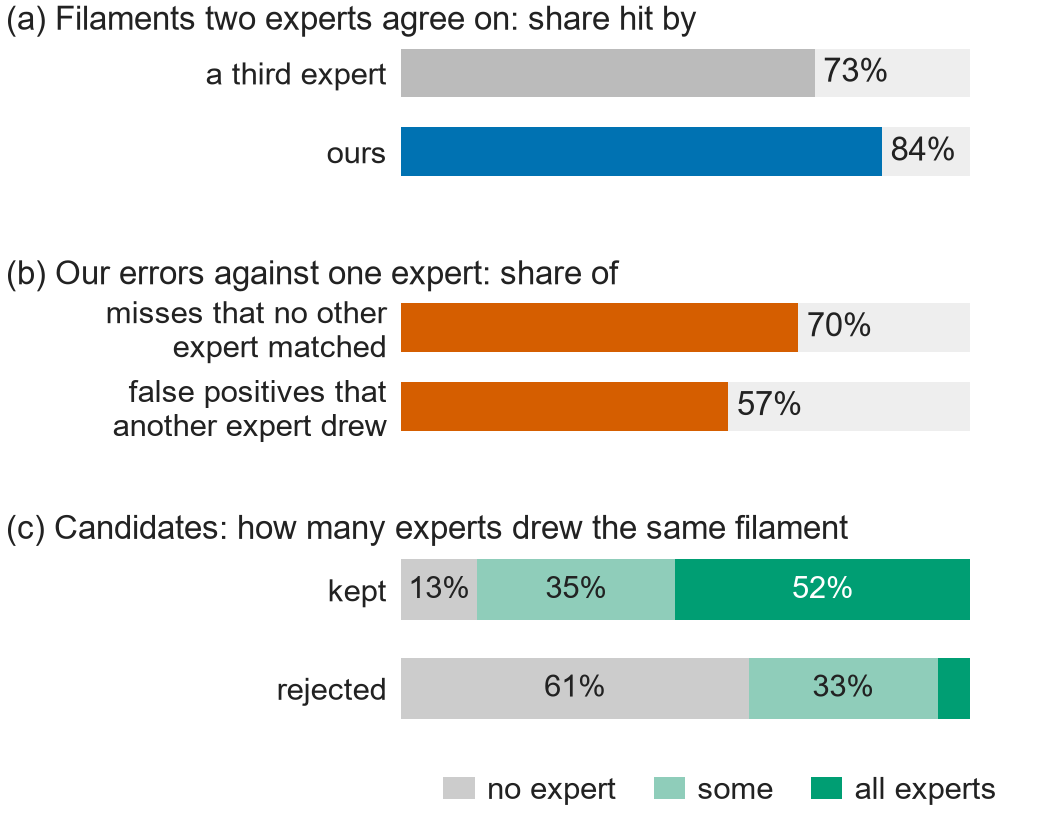 (a) Filaments two experts agree on: share hit by
a third expert
73%
ours
84%
(b) Our errors against one expert: share of
misses that no other
expert matched
70%
false positives that
another expert drew
57%
(c) Candidates: how many experts drew the same filament
kept
13%
35%
52%
rejected
61%
33%
no expert
some
all experts